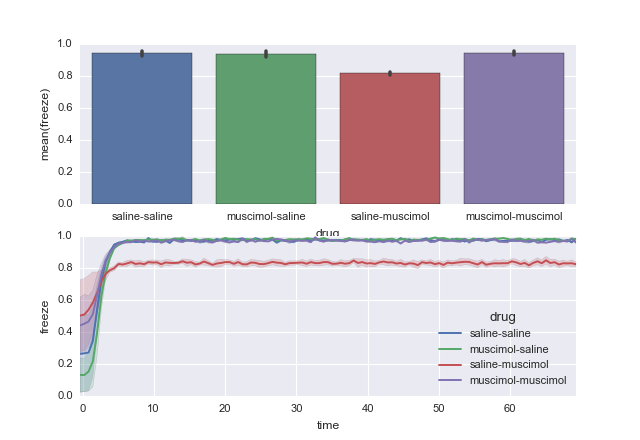 1.0
0.8
0.6
0.4
0.2
0.0
mean(freeze)
saline-saline muscimol-saline saline-muscimol muscimol-muscimol
drug
1.0
0.8
0.6
0.4
0.2
0.0
freeze
drug
saline-saline
muscimol-saline
saline-muscimol
muscimol-muscimol
0 10 20 30 40 50 60
time